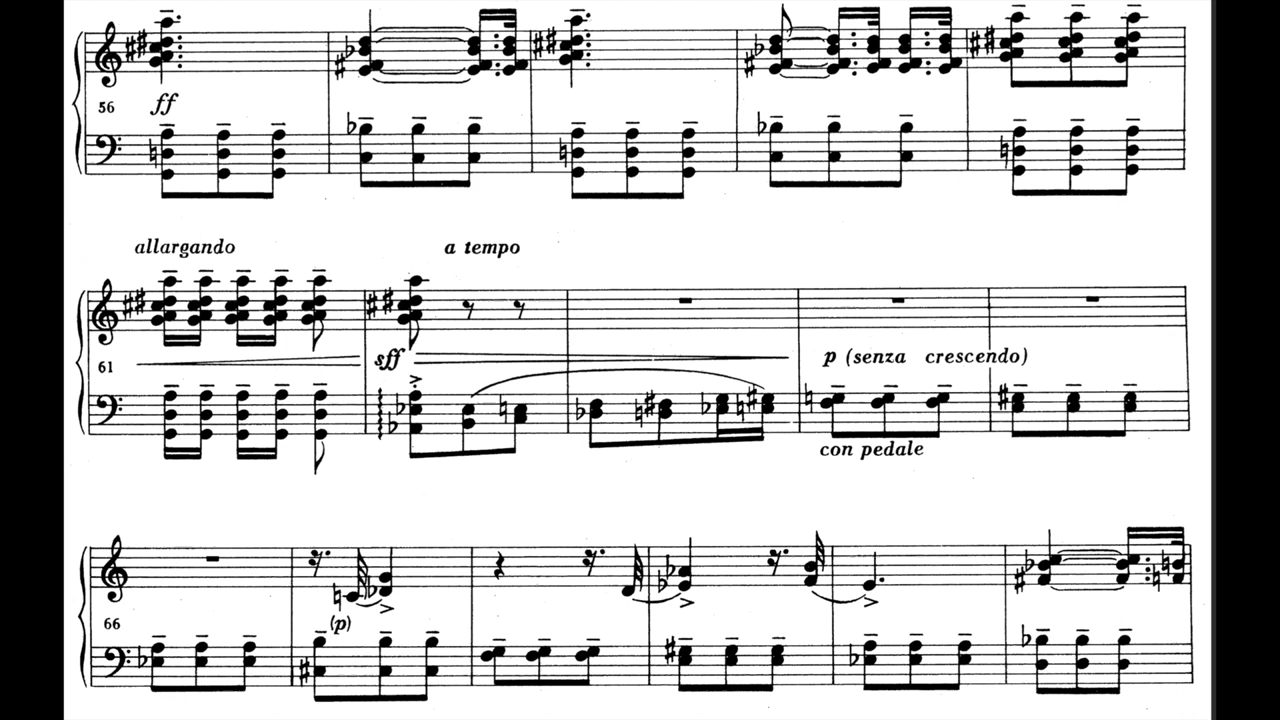 56 ff
allargando a tempo
61 sff p (senza crescendo)
con pedale
66 (p)